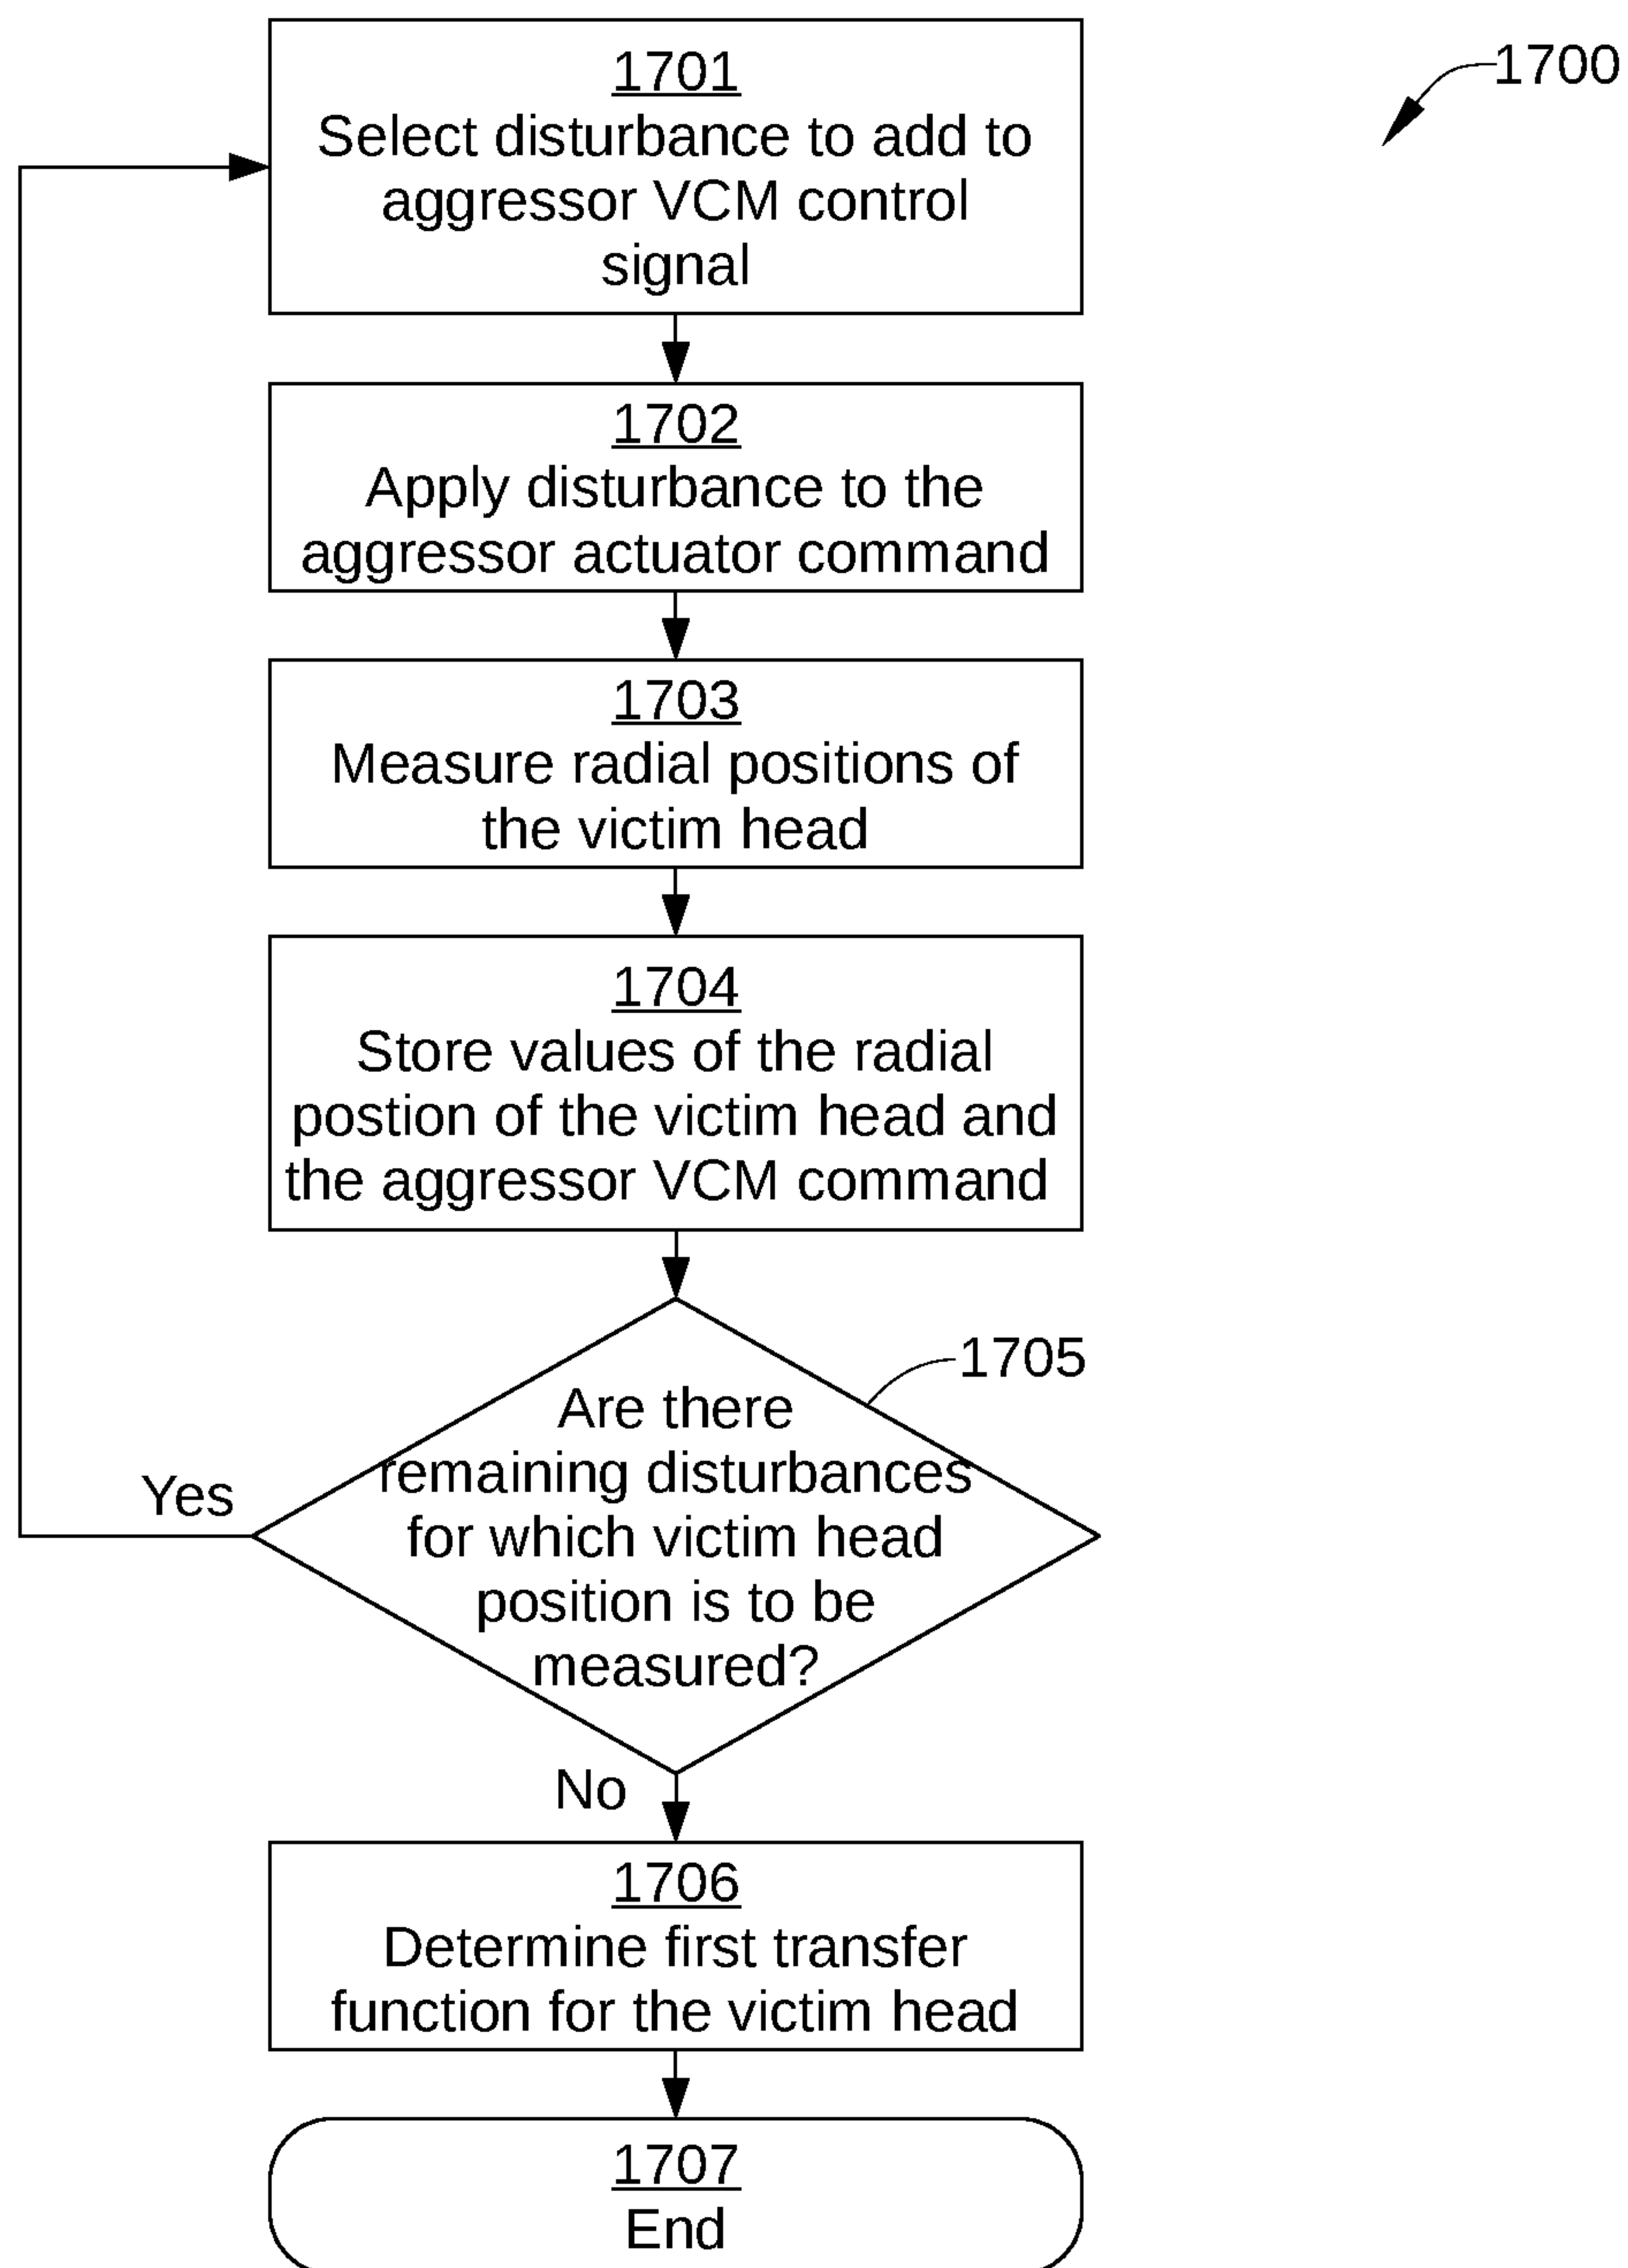 1700
1701
Select disturbance to add to
aggressor VCM control
signal
1702
Apply disturbance to the
aggressor actuator command
1703
Measure radial positions of
the victim head
1704
Store values of the radial
postion of the victim head and
the aggressor VCM command
1705
Are there
remaining disturbances
for which victim head
position is to be
measured?
Yes
No
1706
Determine first transfer
function for the victim head
1707
End